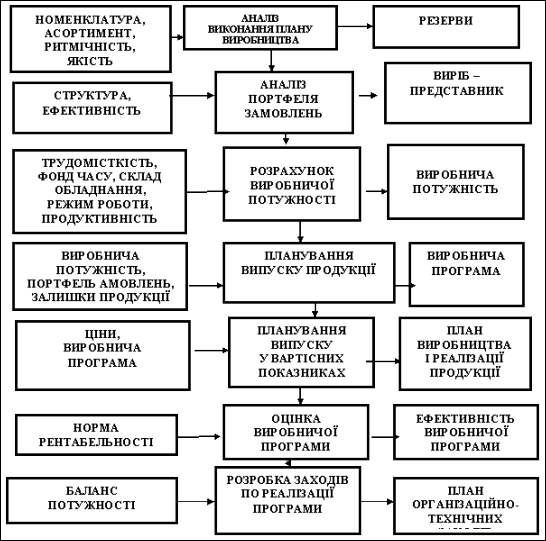 НОМЕНКЛАТУРА,
АСОРТИМЕНТ,
РИТМІЧНІСТЬ,
ЯКІСТЬ
АНАЛІЗ
ВИКОНАННЯ ПЛАНУ
ВИРОБНИЦТВА
РЕЗЕРВИ
СТРУКТУРА,
ЕФЕКТИВНІСТЬ
АНАЛІЗ
ПОРТФЕЛЯ
ЗАМОВЛЕНЬ
ВИРІБ –
ПРЕДСТАВНИК
ТРУДОМІСТКІСТЬ,
ФОНД ЧАСУ, СКЛАД
ОБЛАДНАННЯ,
РЕЖИМ РОБОТИ,
ПРОДУКТИВНІСТЬ
РОЗРАХУНОК
ВИРОБНИЧОЇ
ПОТУЖНОСТІ
ВИРОБНИЧА
ПОТУЖНІСТЬ
ВИРОБНИЧА
ПОТУЖНІСТЬ,
ПОРТФЕЛЬ АМОВЛЕНЬ,
ЗАЛИШКИ ПРОДУКЦІЇ
ПЛАНУВАННЯ
ВИПУСКУ ПРОДУКЦІЇ
ВИРОБНИЧА
ПРОГРАМА
ЦІНИ,
ВИРОБНИЧА
ПРОГРАМА
ПЛАНУВАННЯ
ВИПУСКУ
У ВАРТІСНИХ
ПОКАЗНИКАХ
ПЛАН
ВИРОБНИЦТВА
І РЕАЛІЗАЦІЇ
ПРОДУКЦІЇ
НОРМА
РЕНТАБЕЛЬНОСТІ
ОЦІНКА
ВИРОБНИЧОЇ
ПРОГРАМИ
ЕФЕКТИВНІСТЬ
ВИРОБНИЧОЇ
ПРОГРАМИ
БАЛАНС
ПОТУЖНОСТІ
РОЗРОБКА ЗАХОДІВ
ПО РЕАЛІЗАЦІЇ
ПРОГРАМИ
ПЛАН
ОРГАНІЗАЦІЙНО-
ТЕХНІЧНИХ